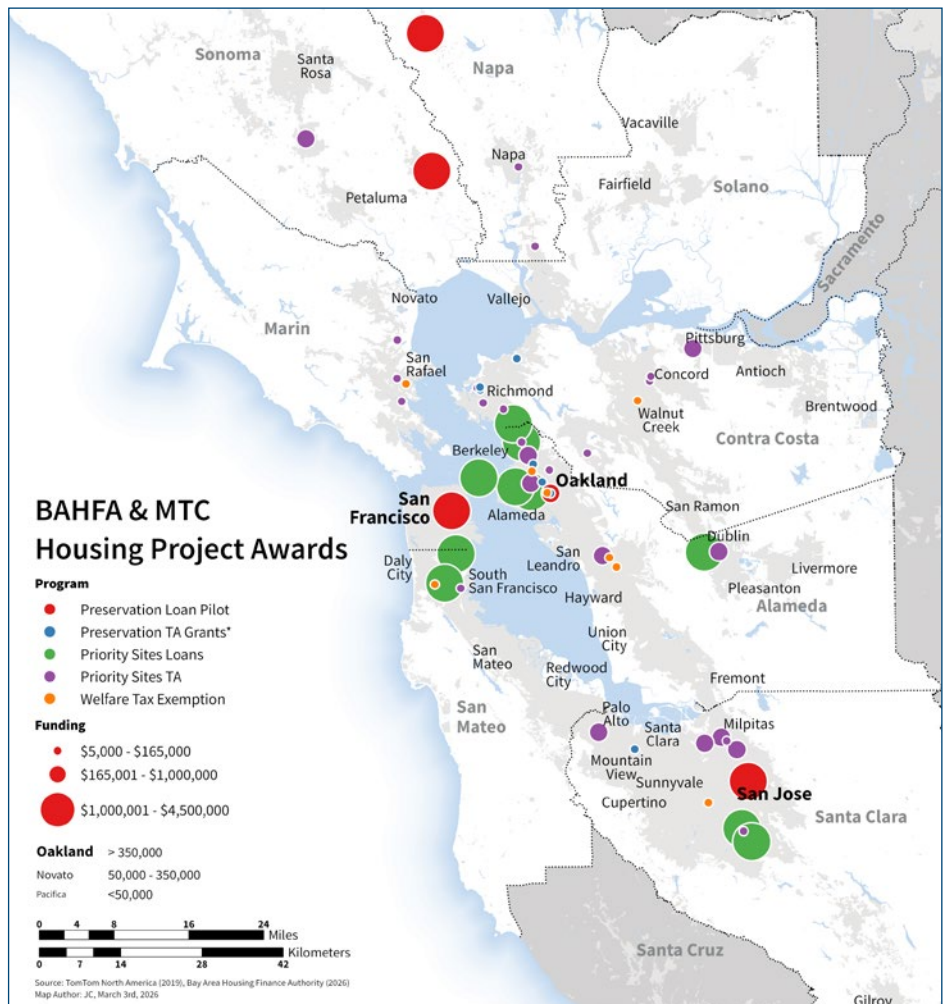 Sonoma
Santa
Rosa
Napa
Vacaville
Napa
Fairfield
Solano
Petaluma
Sacramento
Novato
Vallejo
Marin
Pittsburg
San
Rafael
Concord
Antioch
Richmond
Brentwood
Walnut
Creek
Contra Costa
Berkeley
Oakland
San
Francisco
San Ramon
Alameda
Dublin
Daly
City
San
Leandro
Livermore
South
San Francisco
Pleasanton
Hayward
Alameda
Union
City
San
Mateo
Redwood
City
Fremont
San
Mateo
Palo
Alto
Santa
Clara
Milpitas
Mountain
View
Sunnyvale
Cupertino
San Jose
Santa Clara
Santa Cruz
Gilroy
BAHFA & MTC
Housing Project Awards
Program
Preservation Loan Pilot
Preservation TA Grants*
Priority Sites Loans
Priority Sites TA
Welfare Tax Exemption
Funding
$5,000 - $165,000
$165,001 - $1,000,000
$1,000,001 - $4,500,000
Oakland > 350,000
Novato 50,000 - 350,000
Pacifica <50,000
0 4 8 16 24
Miles
Kilometers
0 7 14 28 42
Source: TomTom North America (2019), Bay Area Housing Finance Authority (2026)
Map Author: JC, March 3rd, 2026